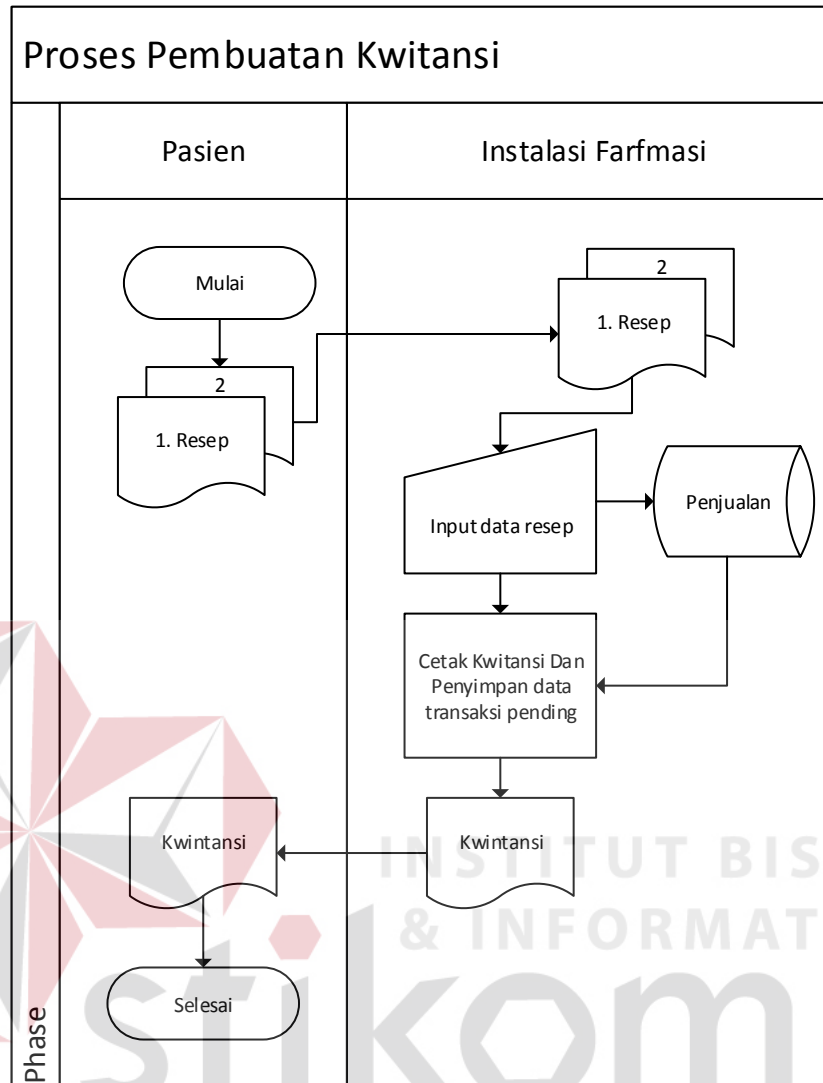 Proses Pembuatan Kwitansi
Pasien
Instalasi Farfmasi
Mulai
2
1. Resep
2
1. Resep
Input data resep
Penjualan
Cetak Kwitansi Dan
Penyimpan data
transaksi pending
Kwintansi
Kwintansi
Selesai
Phase
INSTITUT BIS
& INFORMAT
stikom